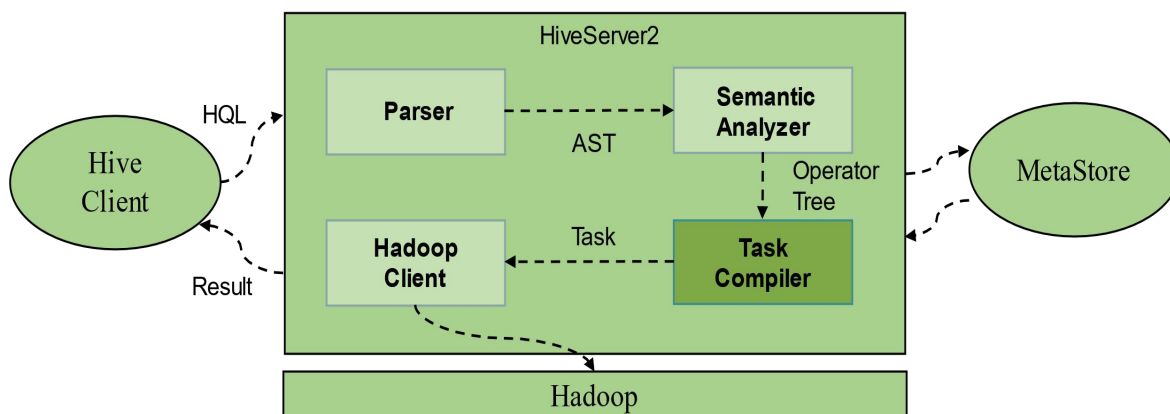 HiveServer2
HQL
Parser
AST
Semantic
Analyzer
Hive
Client
MetaStore
Operator
Tree
Hadoop
Client
Task
Task
Compiler
Result
Hadoop